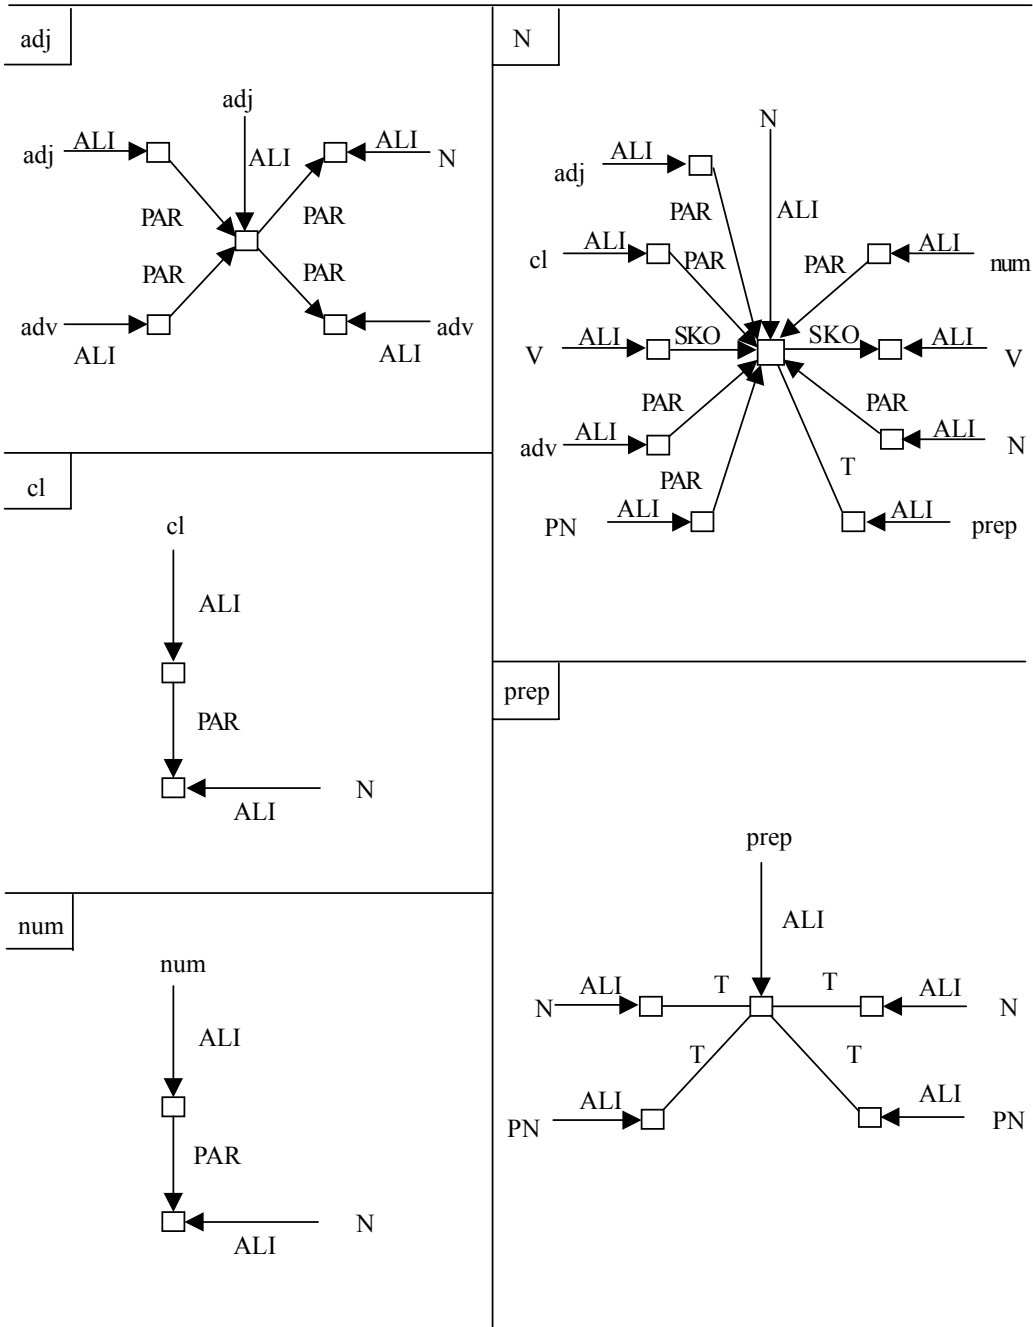 adj
adj
adj ALI ALI ALI N
PAR PAR
PAR PAR
adv ALI ALI adv
cl
cl
ALI
PAR
ALI N
num
num
ALI
PAR
ALI N
N
N
adj ALI
PAR ALI
cl ALI PAR PAR ALI num
V ALI SKO SKO ALI V
adv ALI PAR PAR ALI N
PAR T
PN ALI ALI prep
prep
prep
ALI
N ALI T T ALI N
T T
PN ALI ALI PN